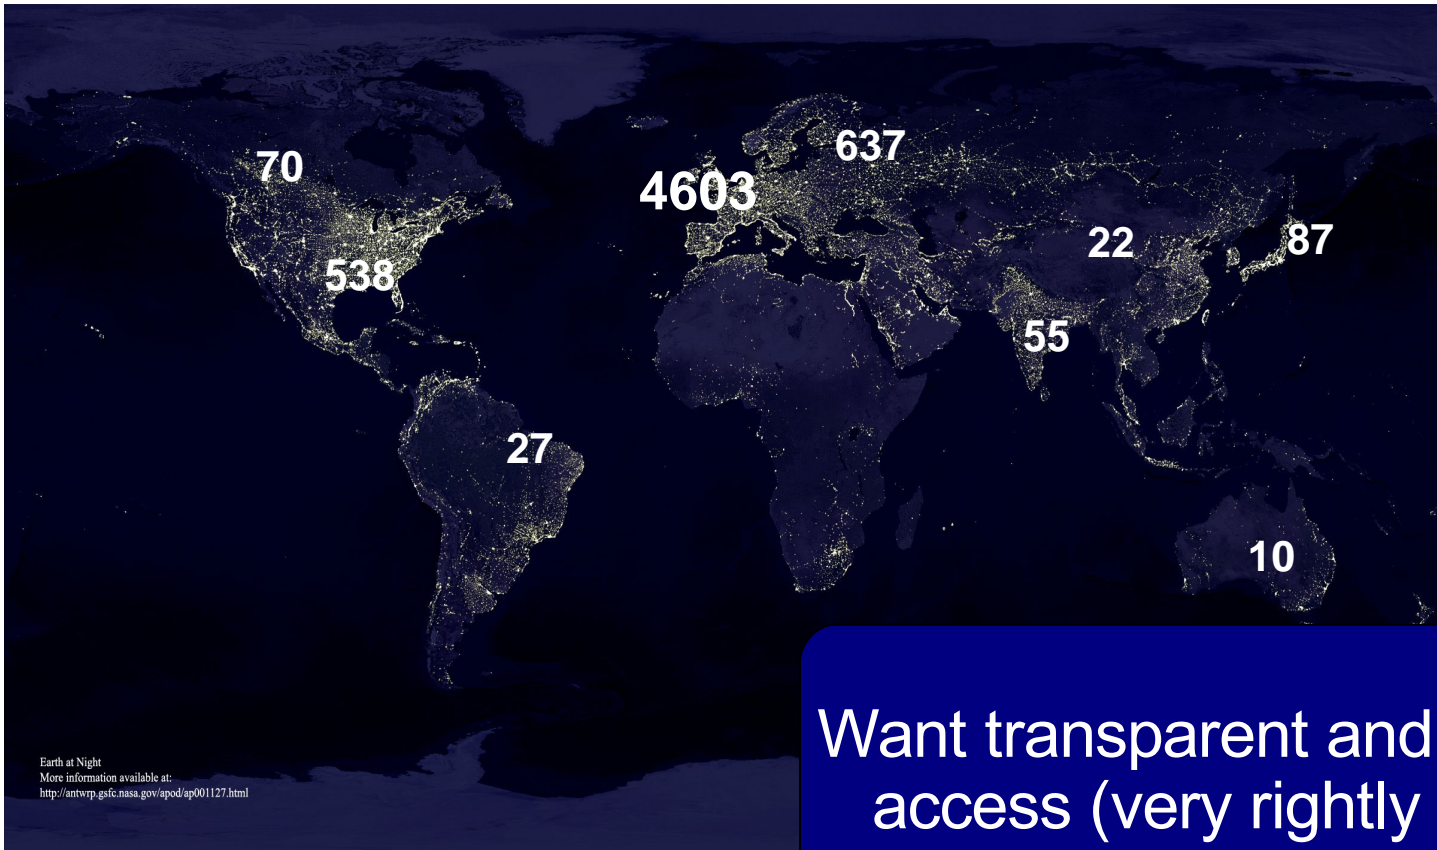 637
70
4603
22
87
538
55
27
10
Want transparent and
access (very rightly
Earth at Night
More information available at:
http://antwrp.gsfc.nasa.gov/apod/ap001127.html